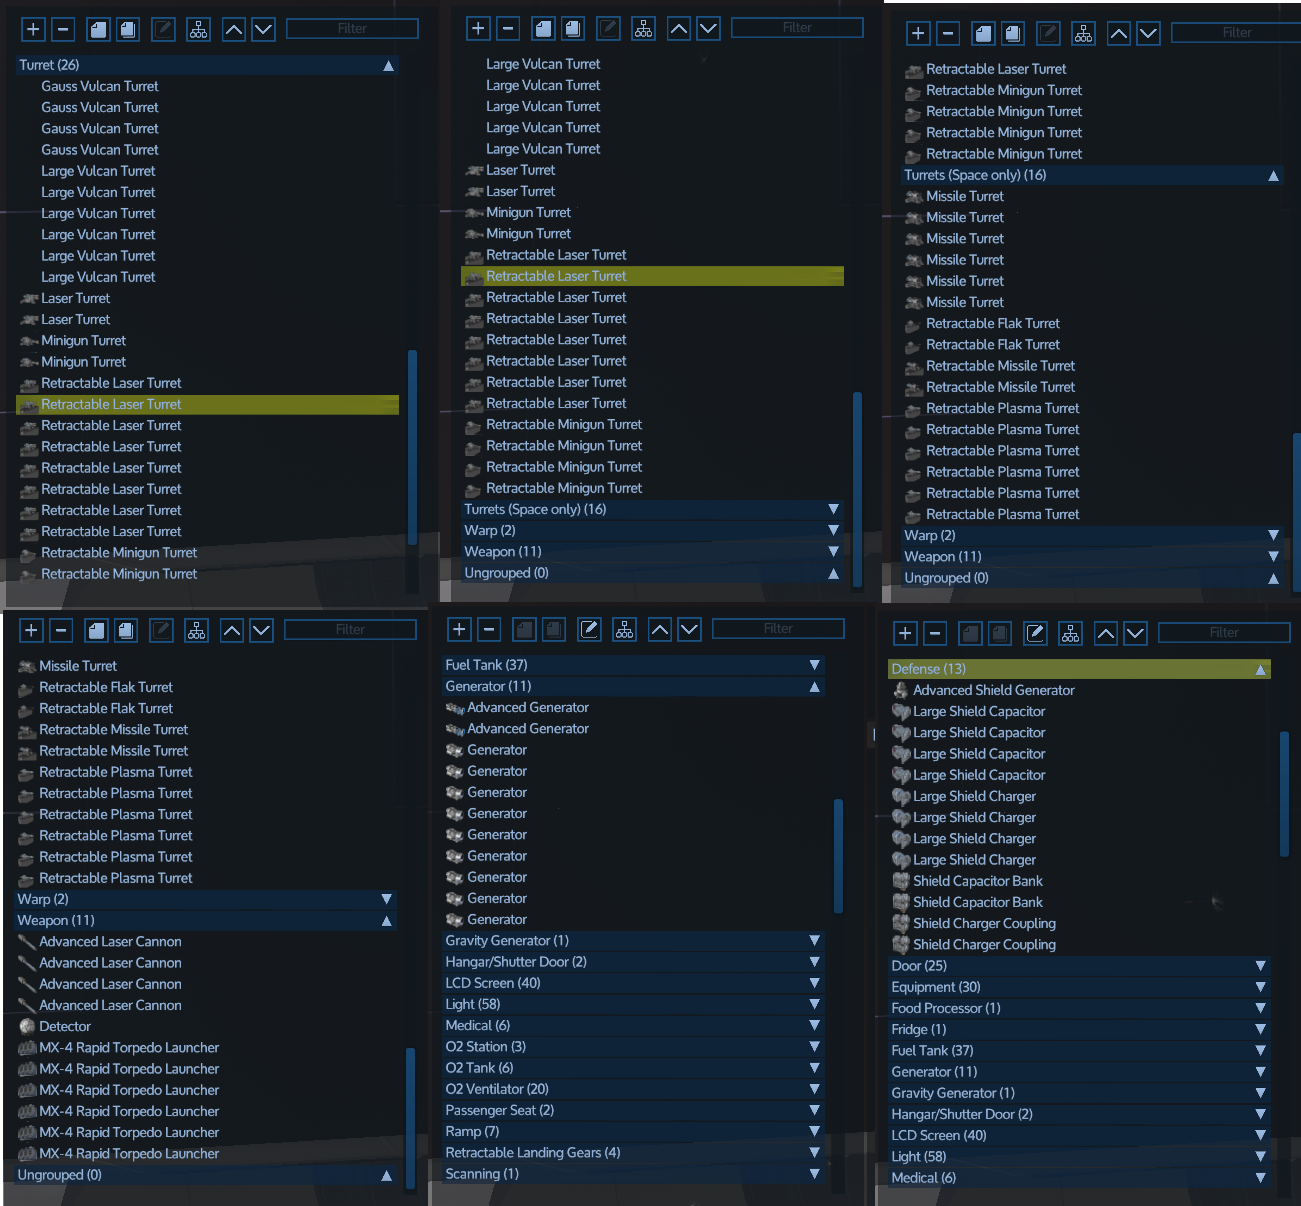 Filter
Turret (26)
Gauss Vulcan Turret
Gauss Vulcan Turret
Gauss Vulcan Turret
Gauss Vulcan Turret
Large Vulcan Turret
Large Vulcan Turret
Large Vulcan Turret
Large Vulcan Turret
Large Vulcan Turret
Large Vulcan Turret
Laser Turret
Laser Turret
Minigun Turret
Minigun Turret
Retractable Laser Turret
Retractable Laser Turret
Retractable Laser Turret
Retractable Laser Turret
Retractable Laser Turret
Retractable Laser Turret
Retractable Laser Turret
Retractable Laser Turret
Retractable Minigun Turret
Retractable Minigun Turret
Filter
Large Vulcan Turret
Large Vulcan Turret
Large Vulcan Turret
Large Vulcan Turret
Large Vulcan Turret
Laser Turret
Laser Turret
Minigun Turret
Minigun Turret
Retractable Laser Turret
Retractable Laser Turret
Retractable Laser Turret
Retractable Laser Turret
Retractable Laser Turret
Retractable Laser Turret
Retractable Laser Turret
Retractable Laser Turret
Retractable Minigun Turret
Retractable Minigun Turret
Retractable Minigun Turret
Retractable Minigun Turret
Turrets (Space only) (16)
Warp (2)
Weapon (11)
Ungrouped (0)
Filter
Retractable Laser Turret
Retractable Minigun Turret
Retractable Minigun Turret
Retractable Minigun Turret
Retractable Minigun Turret
Turrets (Space only) (16)
Missile Turret
Missile Turret
Missile Turret
Missile Turret
Missile Turret
Missile Turret
Retractable Flak Turret
Retractable Flak Turret
Retractable Missile Turret
Retractable Missile Turret
Retractable Plasma Turret
Retractable Plasma Turret
Retractable Plasma Turret
Retractable Plasma Turret
Retractable Plasma Turret
Retractable Plasma Turret
Warp (2)
Weapon (11)
Ungrouped (0)
Filter
Missile Turret
Retractable Flak Turret
Retractable Flak Turret
Retractable Missile Turret
Retractable Missile Turret
Retractable Plasma Turret
Retractable Plasma Turret
Retractable Plasma Turret
Retractable Plasma Turret
Retractable Plasma Turret
Retractable Plasma Turret
Warp (2)
Weapon (11)
Advanced Laser Cannon
Advanced Laser Cannon
Advanced Laser Cannon
Advanced Laser Cannon
Detector
MX-4 Rapid Torpedo Launcher
MX-4 Rapid Torpedo Launcher
MX-4 Rapid Torpedo Launcher
MX-4 Rapid Torpedo Launcher
MX-4 Rapid Torpedo Launcher
MX-4 Rapid Torpedo Launcher
Ungrouped (0)
Filter
Fuel Tank (37)
Generator (11)
Advanced Generator
Advanced Generator
Generator
Generator
Generator
Generator
Generator
Generator
Generator
Generator
Generator
Gravity Generator (1)
Hangar/Shutter Door (2)
LCD Screen (40)
Light (58)
Medical (6)
O2 Station (3)
O2 Tank (6)
O2 Ventilator (20)
Passenger Seat (2)
Ramp (7)
Retractable Landing Gears (4)
Scanning (1)
Filter
Defense (13)
Advanced Shield Generator
Large Shield Capacitor
Large Shield Capacitor
Large Shield Capacitor
Large Shield Capacitor
Large Shield Charger
Large Shield Charger
Large Shield Charger
Large Shield Charger
Shield Capacitor Bank
Shield Capacitor Bank
Shield Charger Coupling
Shield Charger Coupling
Door (25)
Equipment (30)
Food Processor (1)
Fridge (1)
Fuel Tank (37)
Generator (11)
Gravity Generator (1)
Hangar/Shutter Door (2)
LCD Screen (40)
Light (58)
Medical (6)